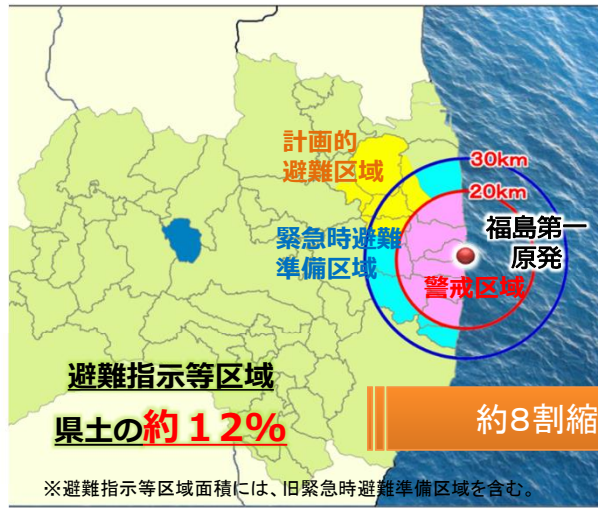 計画的
避難区域
30km
20km
緊急時避難
準備区域
福島第一
原発
警戒区域
避難指示等区域
県土の約12%
約8割縮
※避難指示等区域面積には、旧緊急時避難準備区域を含む。